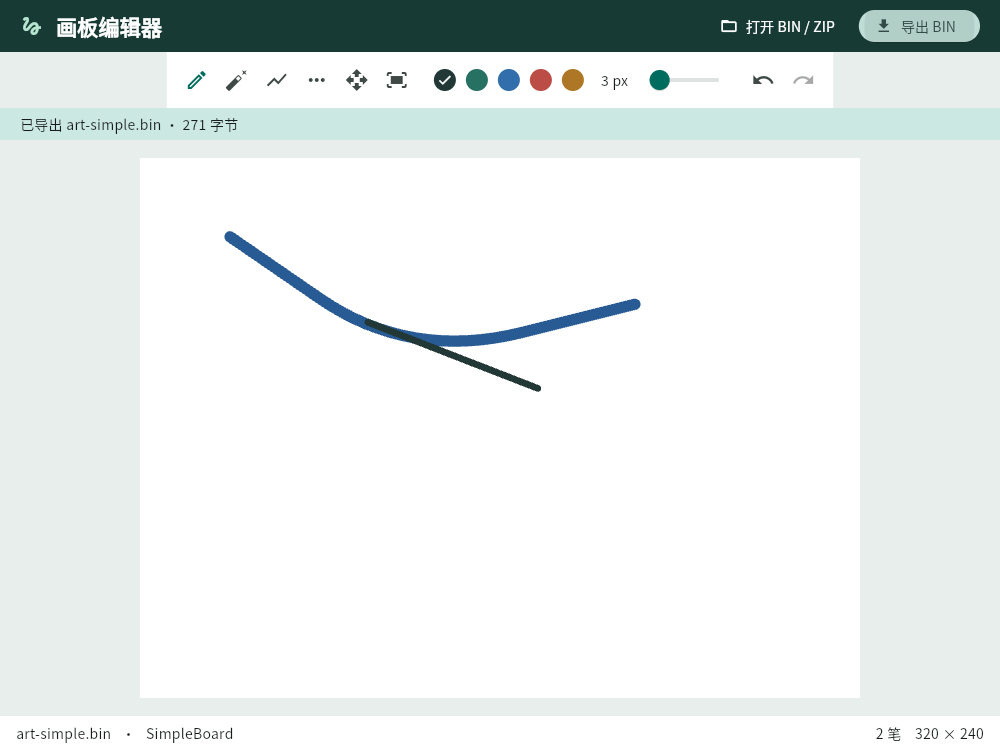 画板编辑器
打开 BIN / ZIP
导出 BIN
3 px
已导出 art-simple.bin · 271 字节
art-simple.bin · SimpleBoard
2 笔 320 × 240